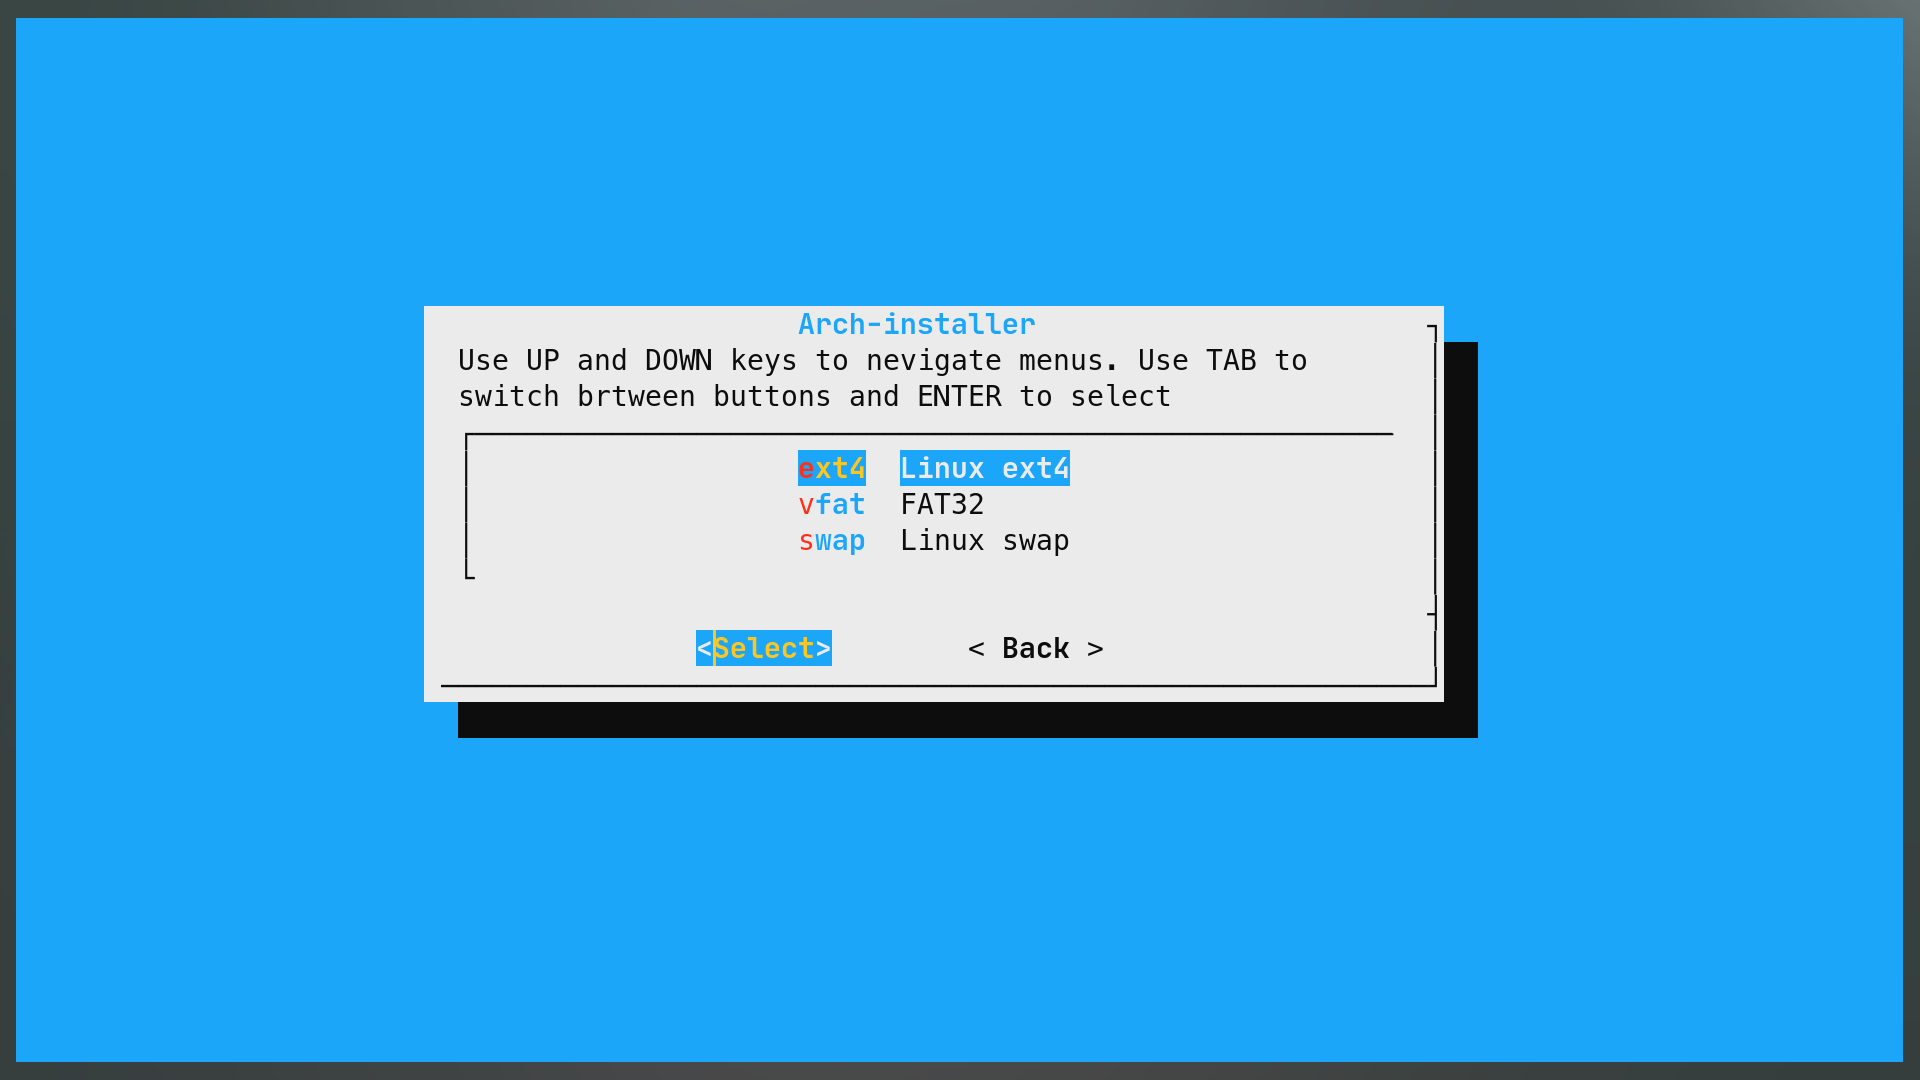 Arch-installer
Use UP and DOWN keys to nevigate menus. Use TAB to
switch brtween buttons and ENTER to select
ext4  Linux ext4
vfat  FAT32
swap  Linux swap
<Select>  < Back >